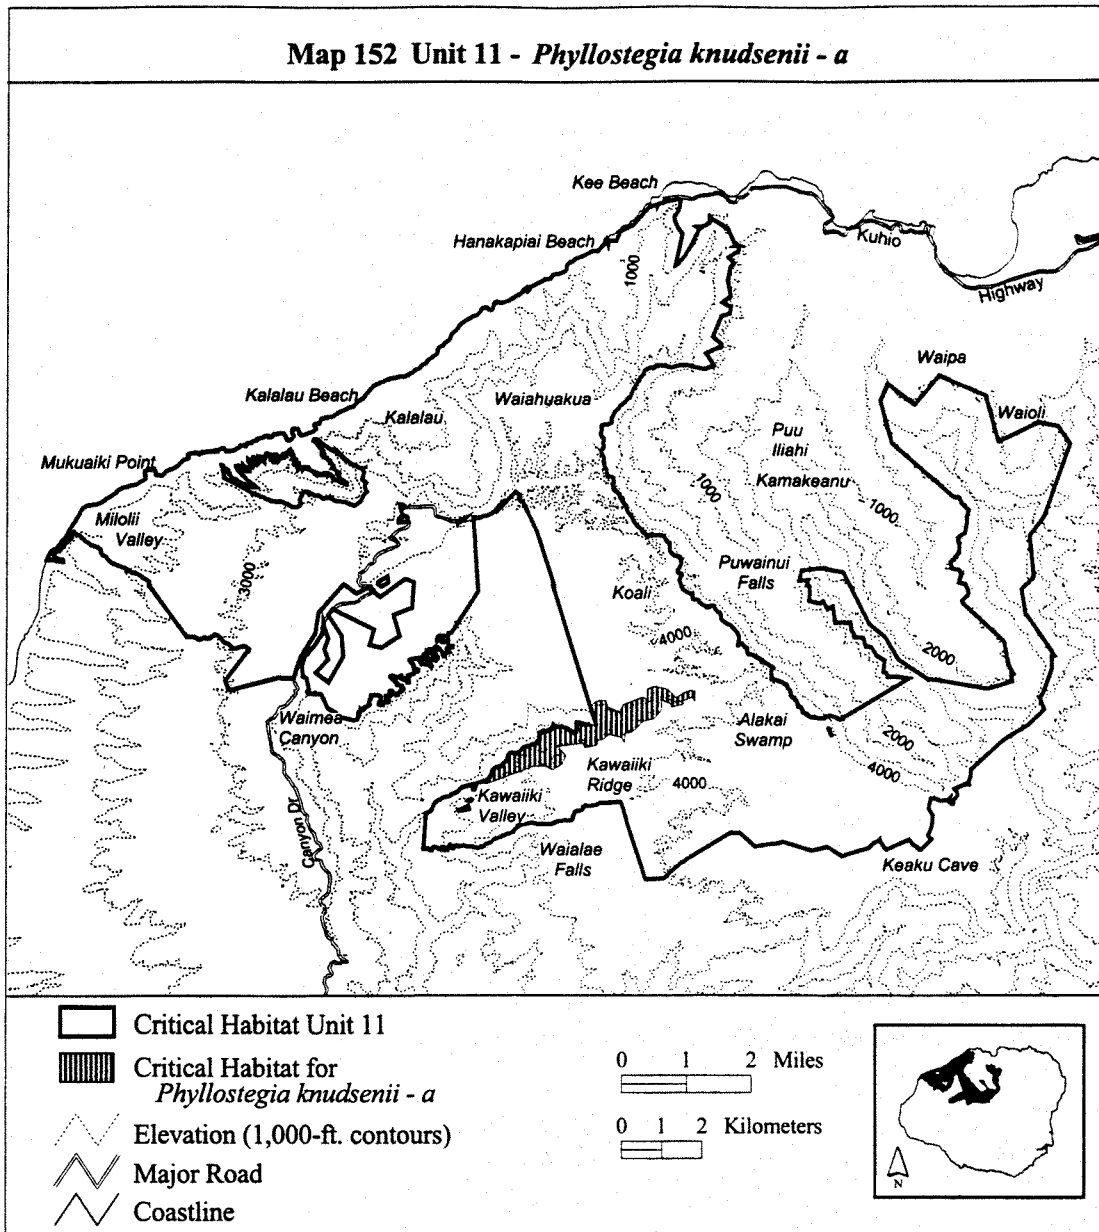 Map 152 Unit 11 - Phyllostegia knudsenii - a
Kee Beach
Hanakapiai Beach
Kuhio
1000
Highway
Waipa
Kalalau Beach
Kalalau
Waiahuakua
Waioli
Puu
Iliahi
Mukuaiki Point
Kamakeanu
1000
1000
Milolii
Valley
3000
Puwainui
Falls
Koali
4000
2000
Waimea
Canyon
Alakai
Swamp
2000
4000
Kawaiiki
Ridge
4000
Kawaiiki
Valley
Canyon Dr
Waialae
Falls
Keaku Cave
Critical Habitat Unit 11
Critical Habitat for
Phyllostegia knudsenii - a
Elevation (1,000-ft. contours)
Major Road
Coastline
0 1 2 Miles
0 1 2 Kilometers
N